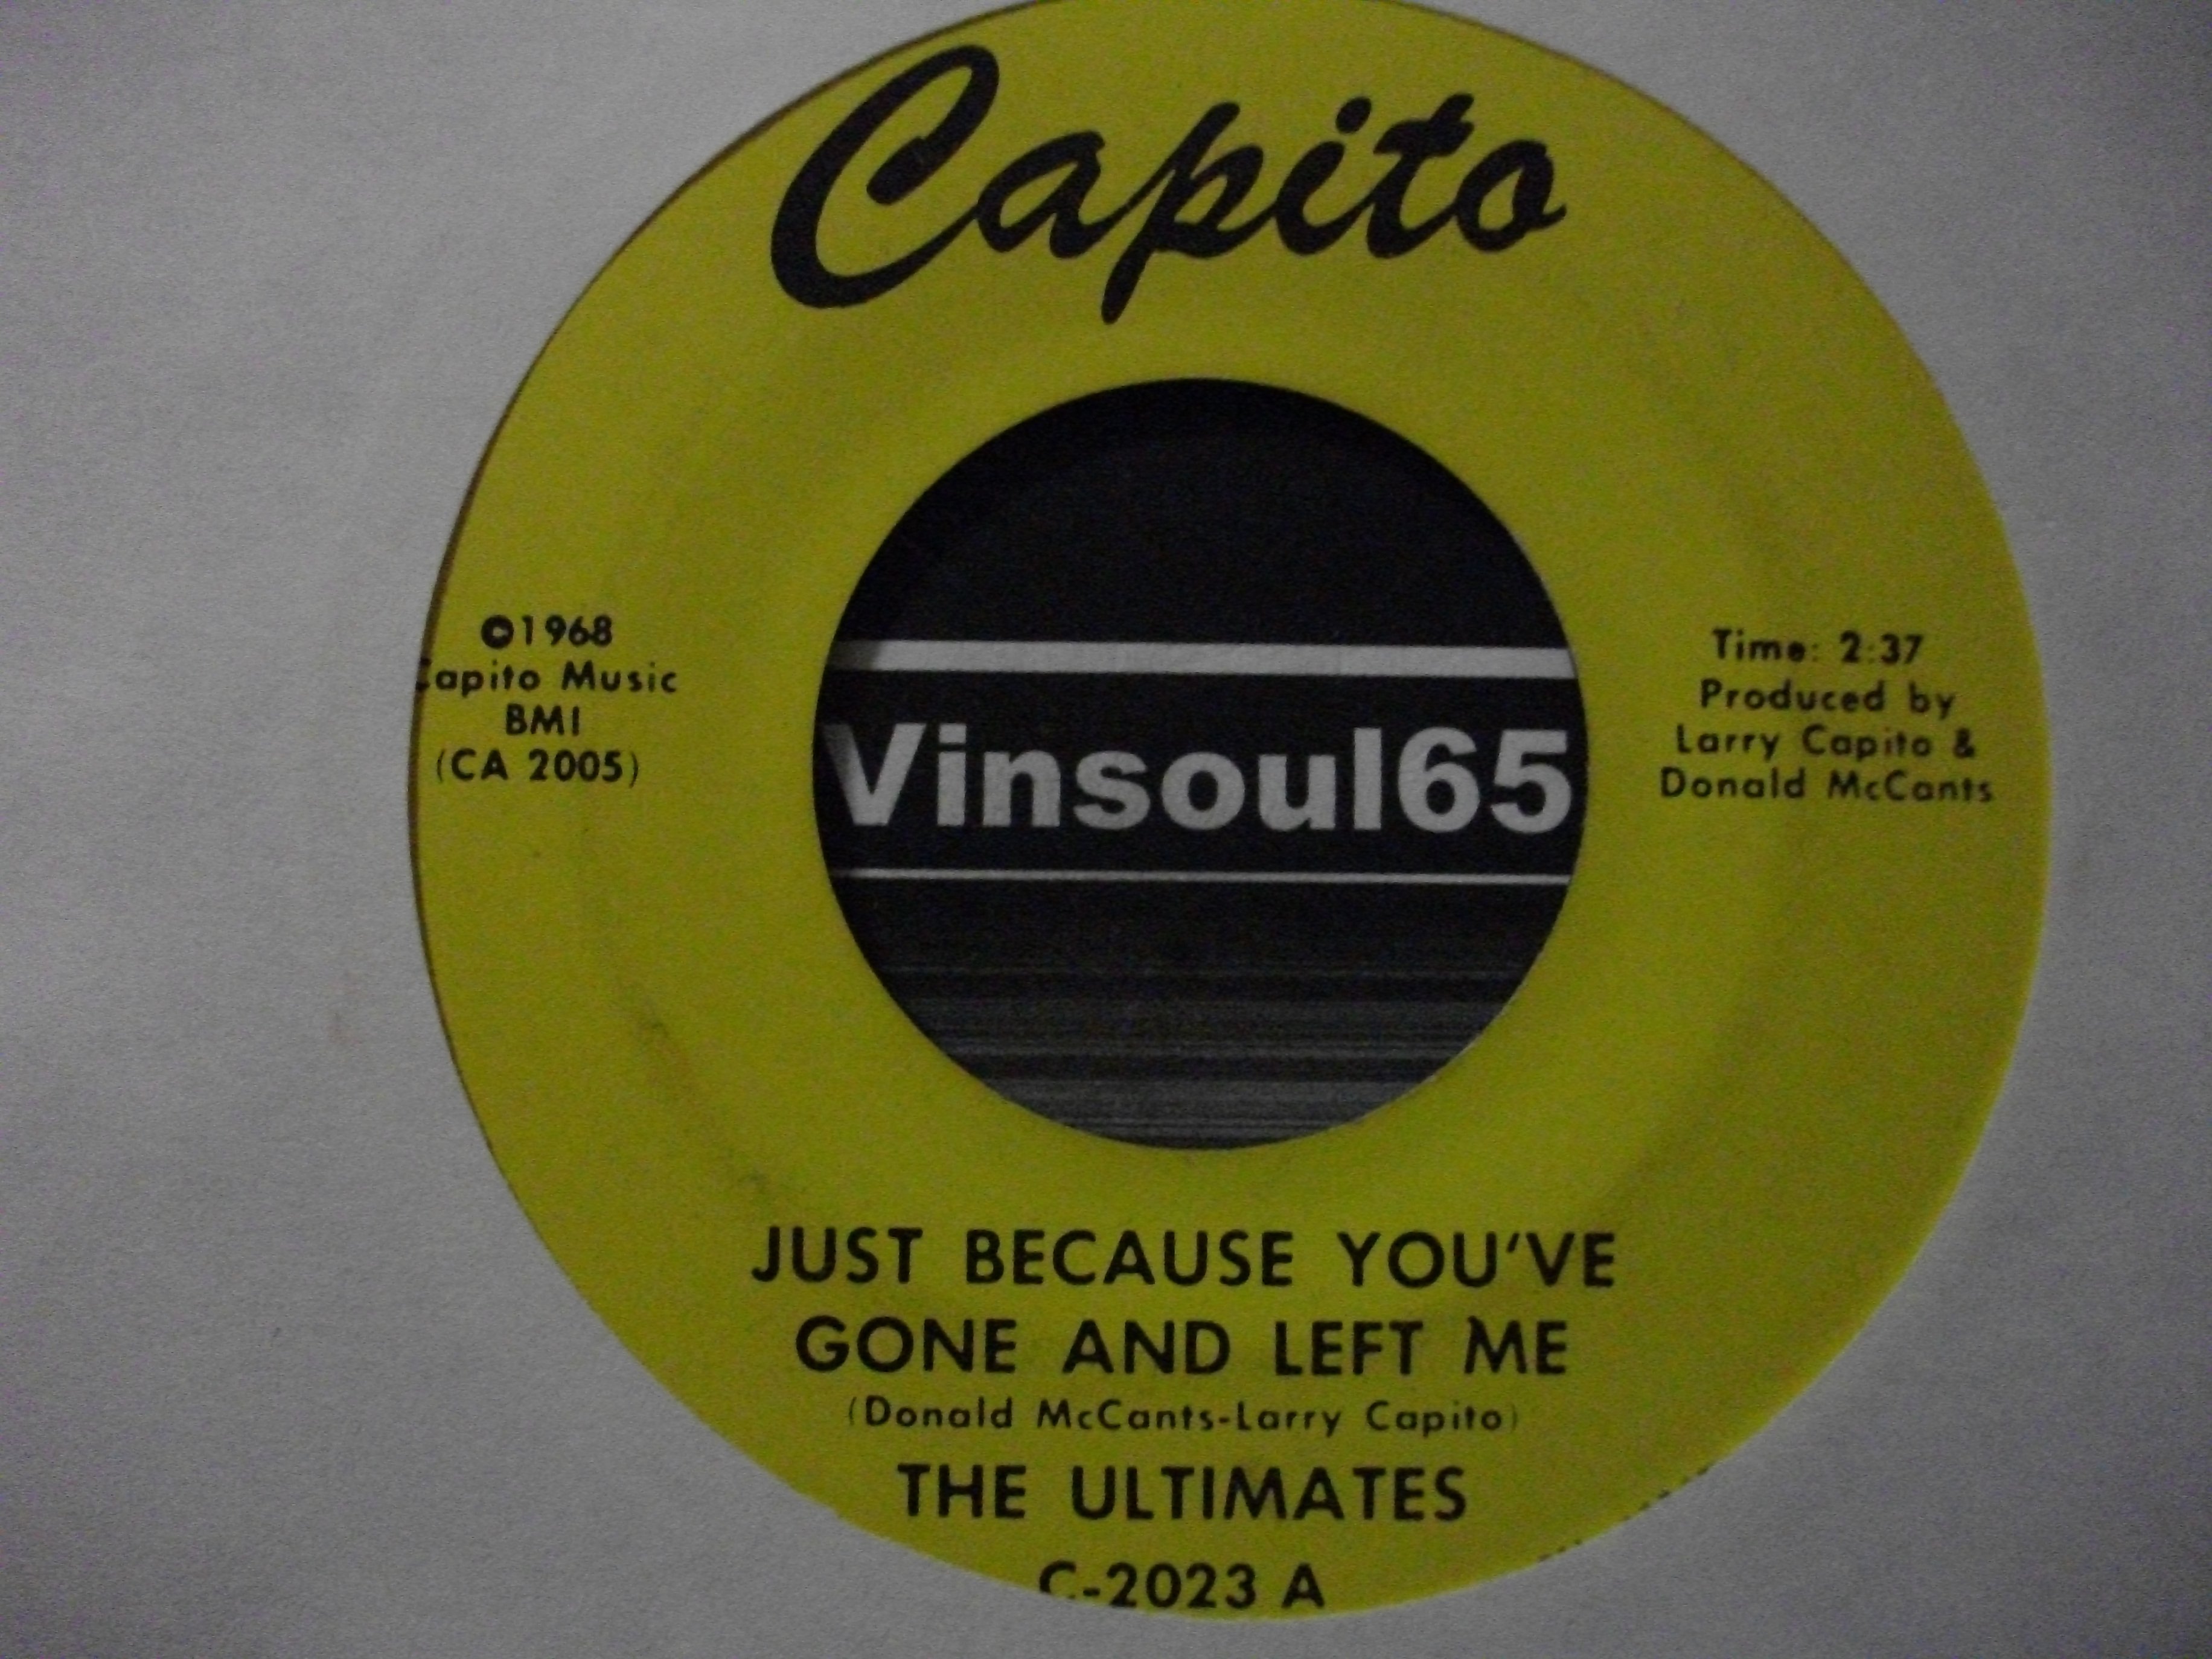 Capito
©1968
Capito Music
BMI
(CA 2005)
Vinsoul65
Time: 2:37
Produced by
Larry Capito &
Donald McCants
JUST BECAUSE YOU'VE
GONE AND LEFT ME
(Donald McCants-Larry Capito)
THE ULTIMATES
C-2023 A